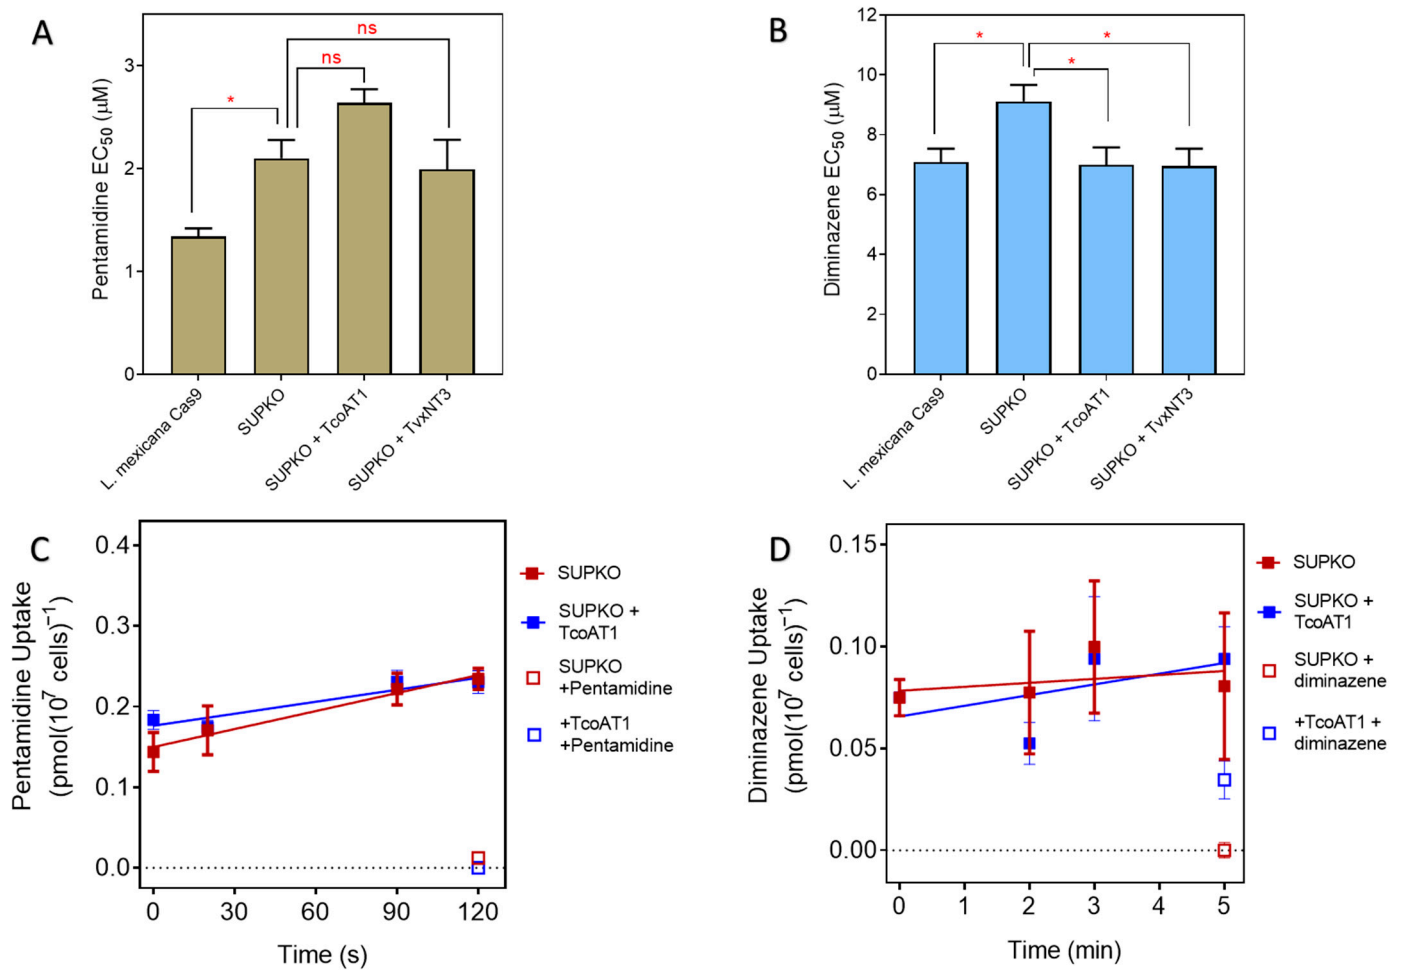 A
Pentamidine EC50 (μM)
3
2
1
0
*
ns
ns
L. mexicana Cas9
SUPKO
SUPKO + TcoAT1
SUPKO + TvxNT3
B
Diminazene EC50 (μM)
12
10
8
6
4
2
0
*
*
*
L. mexicana Cas9
SUPKO
SUPKO + TcoAT1
SUPKO + TvxNT3
C
Pentamidine Uptake
(pmol(10⁷ cells)⁻¹)
0.4
0.3
0.2
0.1
0.0
0 30 60 90 120
Time (s)
SUPKO
SUPKO +
TcoAT1
SUPKO
+Pentamidine
+TcoAT1
+Pentamidine
D
Diminazene Uptake
(pmol(10⁷ cells)⁻¹)
0.15
0.10
0.05
0.00
0 1 2 3 4 5
Time (min)
SUPKO
SUPKO +
TcoAT1
SUPKO +
diminazene
+TcoAT1 +
diminazene